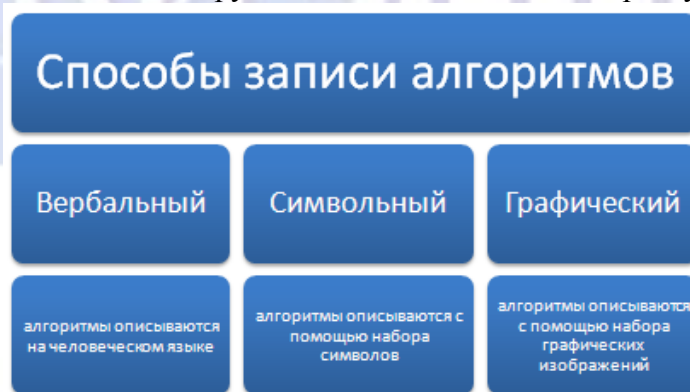 Способы записи алгоритмов
Вербальный
Символьный
Графический
алгоритмы описываются
на человеческом языке
алгоритмы описываются с
помощью набора
символов
алгоритмы описываются
с помощью набора
графических
изображений